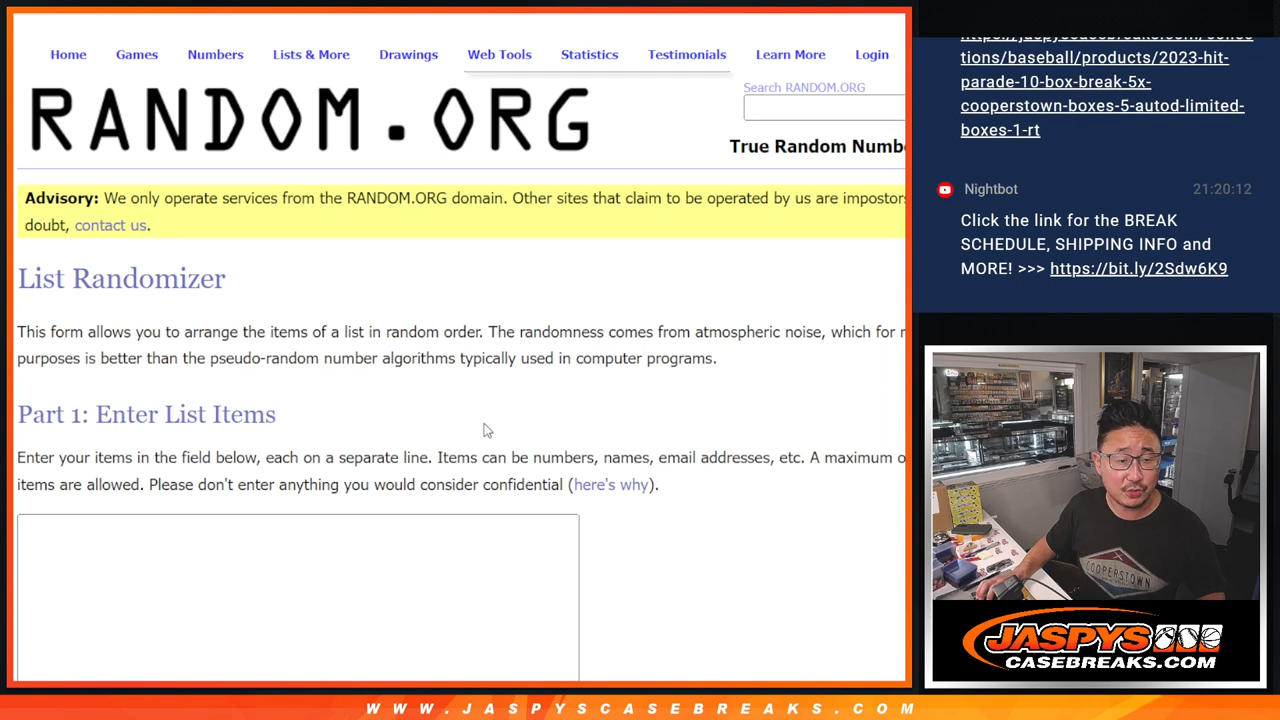 Home Games Numbers Lists & More Drawings Web Tools Statistics Testimonials Learn More Login
RANDOM.ORG
Search RANDOM.ORG
True Random Numb
Advisory: We only operate services from the RANDOM.ORG domain. Other sites that claim to be operated by us are impostors
doubt, contact us.
List Randomizer
This form allows you to arrange the items of a list in random order. The randomness comes from atmospheric noise, which for
purposes is better than the pseudo-random number algorithms typically used in computer programs.
Part 1: Enter List Items
Enter your items in the field below, each on a separate line. Items can be numbers, names, email addresses, etc. A maximum o
items are allowed. Please don't enter anything you would consider confidential (here's why).
tions/baseball/products/2023-hit-
parade-10-box-break-5x-
cooperstown-boxes-5-autod-limited-
boxes-1-rt
Nightbot 21:20:12
Click the link for the BREAK
SCHEDULE, SHIPPING INFO and
MORE! >>> https://bit.ly/2Sdw6K9
COOPERSTOWN
JASPYS
CASEBREAKS.COM
WWW.JASPYSCASEBREAKS.COM